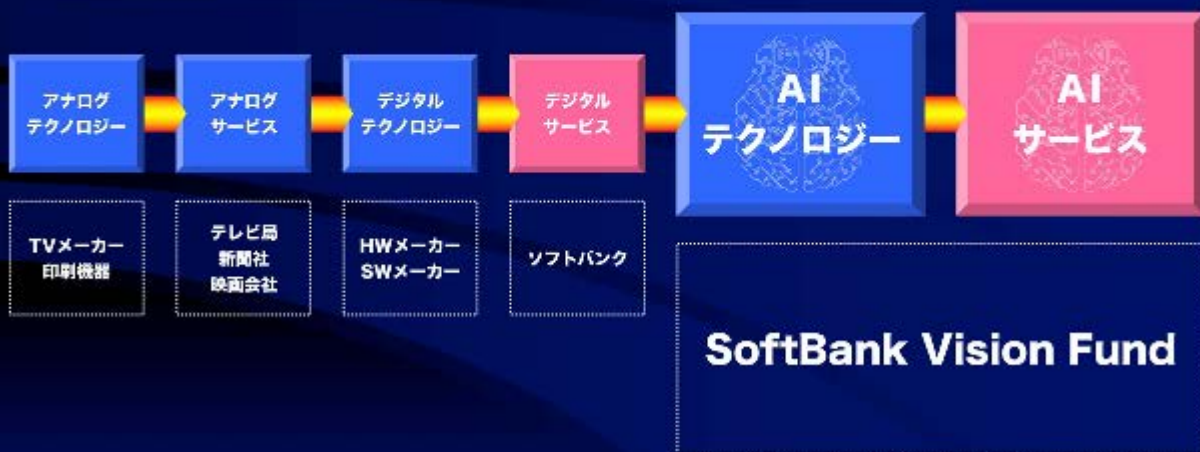 アナログ
テクノロジー
アナログ
サービス
デジタル
テクノロジー
デジタル
サービス
AI
テクノロジー
AI
サービス
TVメーカー
印刷機器
テレビ局
新聞社
映画会社
HWメーカー
SWメーカー
ソフトバンク
SoftBank Vision Fund